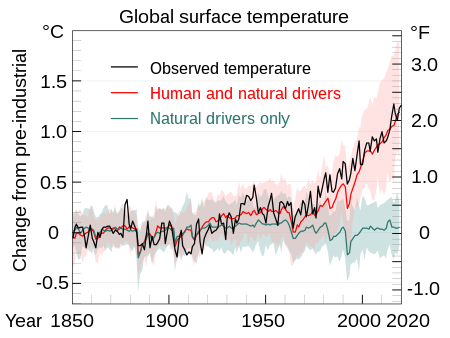 Global surface temperature
°C
°F
Observed temperature
Human and natural drivers
Natural drivers only
Change from pre-industrial
1.5
1.0
0.5
0
-0.5
3.0
2.0
1.0
0
-1.0
Year 1850 1900 1950 2000 2020